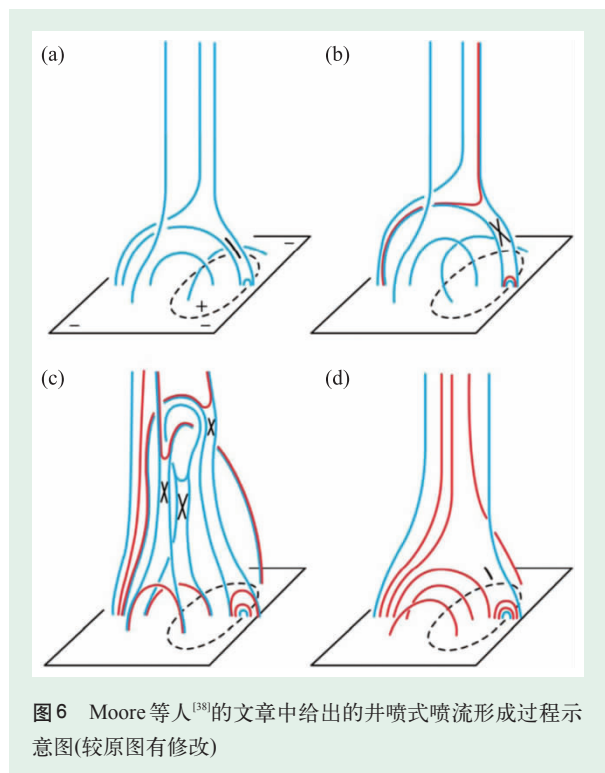 (a)
(b)
−
+
−
−
(c)
(d)
图6 Moore等人[38]的文章中给出的井喷式喷流形成过程示
意图(较原图有修改)